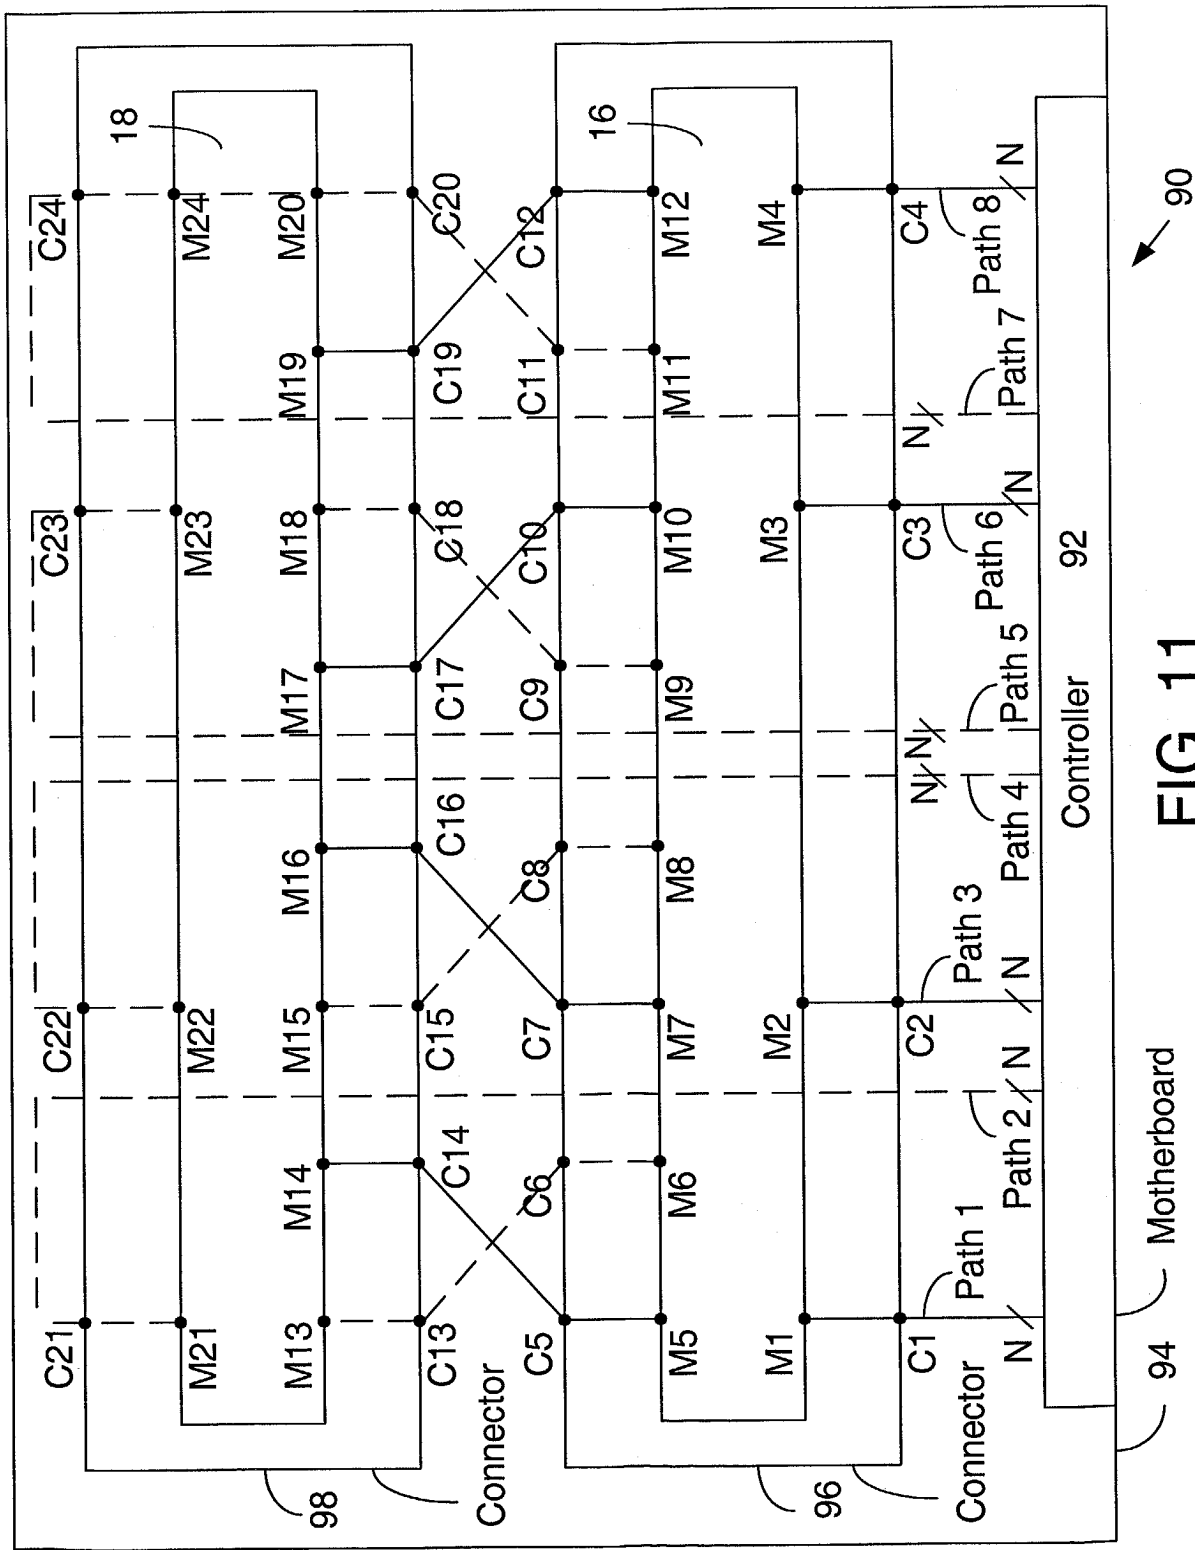 C21
C22
C23
C24
18
M21
M22
M23
M24
M13
M14
M15
M16
M17
M18
M19
M20
98
Connector
C13
C14
C15
C16
C17
C18
C19
C20
C5
C6
C7
C8
C9
C10
C11
C12
16
M5
M6
M7
M8
M9
M10
M11
M12
M1
M2
M3
M4
96
Connector
C1
C2
C3
C4
N
Path 1
Path 2
N
N
Path 3
N
Path 4
N
Path 5
Path 6
N
N
Path 7
Path 8
N
Controller
92
94
Motherboard
90
FIG. 11